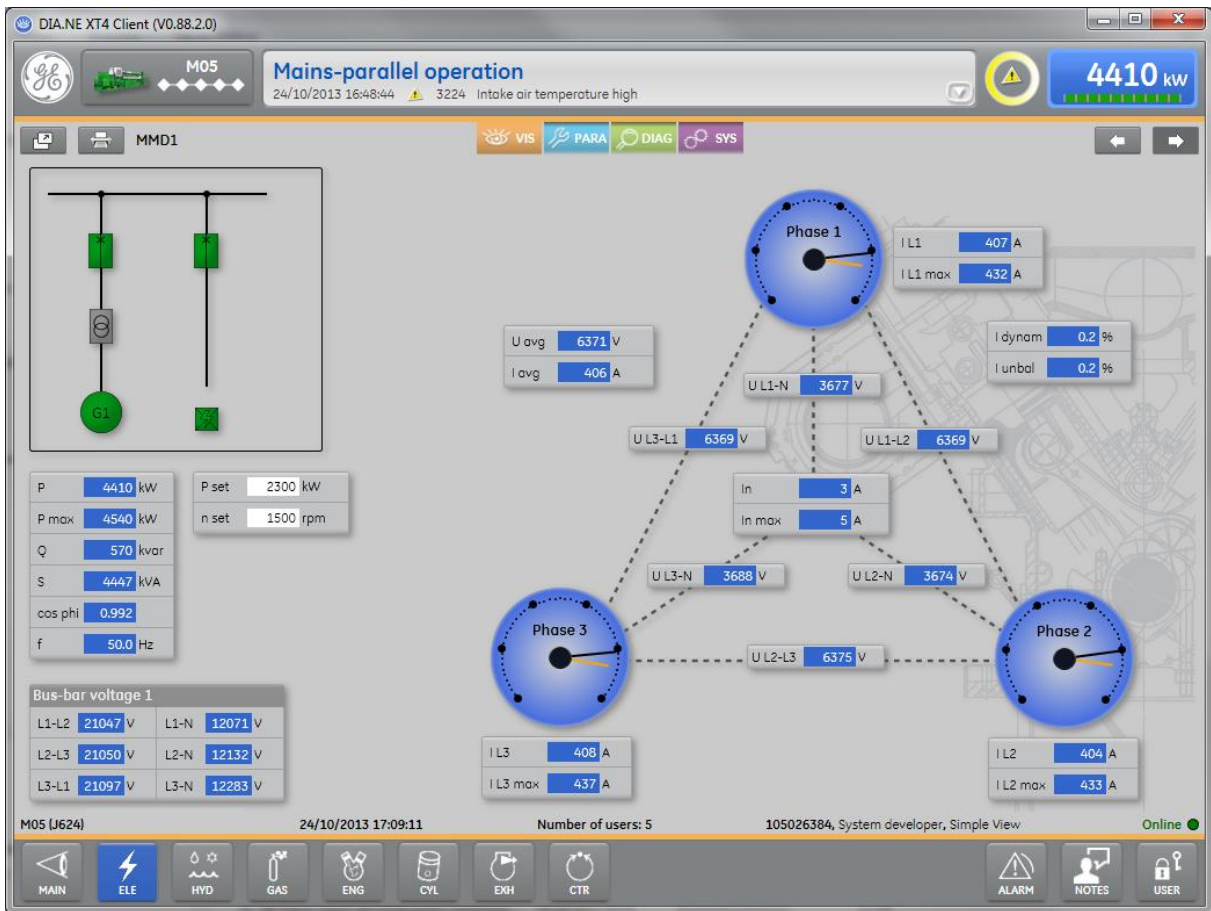 DIA.NE XT4 Client (V0.88.2.0)
M05
Mains-parallel operation
24/10/2013 16:48:44 3224 Intake air temperature high
4410 kW
MMD1
VIS PARA DIAG SYS
G1
P 4410 kW
P max 4540 kW
Q 570 kvar
S 4447 kVA
cos phi 0.992
f 50.0 Hz
P set 2300 kW
n set 1500 rpm
Bus-bar voltage 1
L1-L2 21047 V L1-N 12071 V
L2-L3 21050 V L2-N 12132 V
L3-L1 21097 V L3-N 12283 V
Phase 1
I L1 407 A
I L1 max 432 A
U avg 6371 V
I avg 406 A
I dynam 0.2 %
I unbal 0.2 %
U L1-N 3677 V
U L3-L1 6369 V
U L1-L2 6369 V
In 3 A
In max 5 A
U L3-N 3688 V
U L2-N 3674 V
Phase 3
Phase 2
U L2-L3 6375 V
I L3 408 A
I L3 max 437 A
I L2 404 A
I L2 max 433 A
M05 (J624) 24/10/2013 17:09:11 Number of users: 5 105026384, System developer, Simple View Online
MAIN ELE HYD GAS ENG CYL EXH CTR ALARM NOTES USER